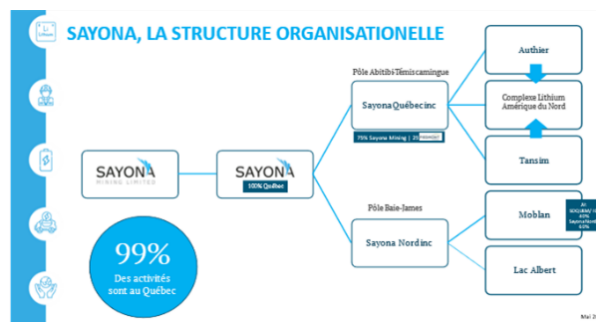 Li
SAYONA, LA STRUCTURE ORGANISATIONELLE
Authier
Pôle Abitibi-Témiscamingue
Sayona Québec inc
Complexe Lithium
Amérique du Nord
75% Sayona Mining |
Tansim
SAYONA
MINING LIMITED
SAYONA
100% Québec
Pôle Baie-James
Moblan
Sayona Nord inc
Lac Albert
99%
Des activités
sont au Québec
Mai